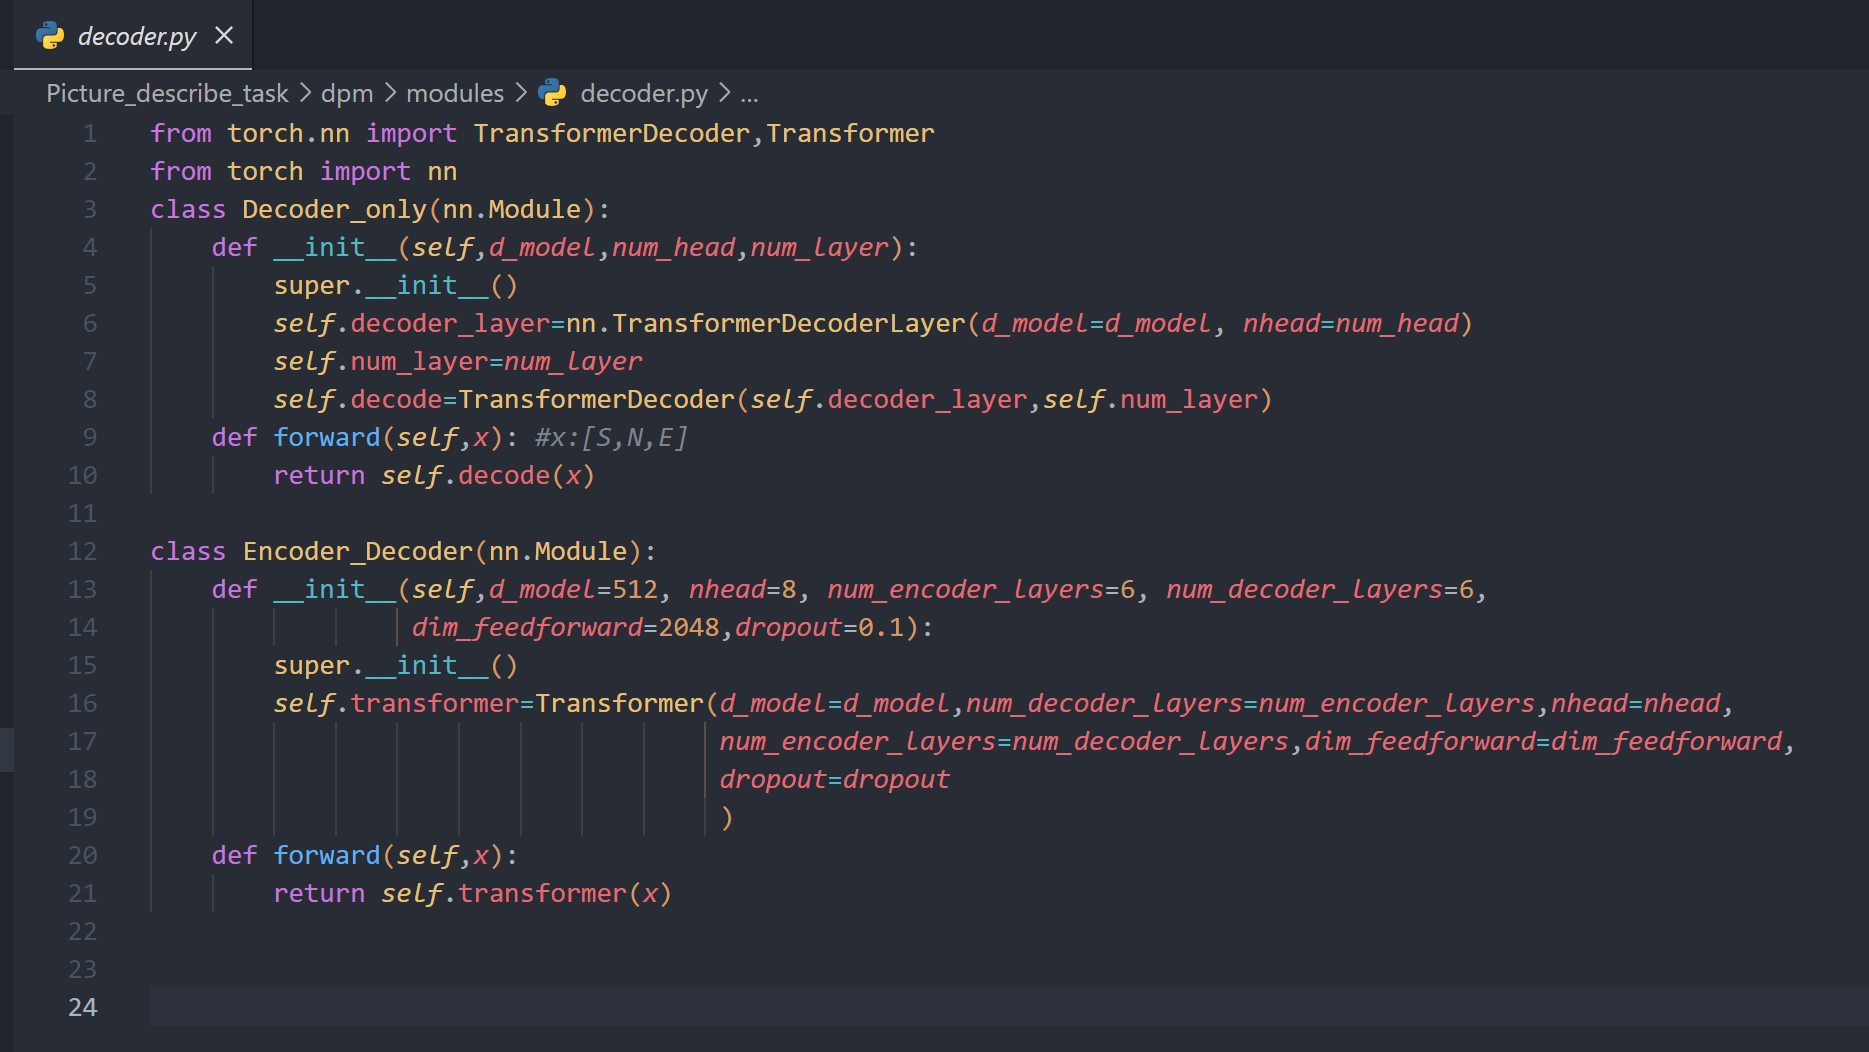 decoder.py
Picture_describe_task > dpm > modules > decoder.py > ...
1 from torch.nn import TransformerDecoder,Transformer
2 from torch import nn
3 class Decoder_only(nn.Module):
4     def __init__(self,d_model,num_head,num_layer):
5         super.__init__()
6         self.decoder_layer=nn.TransformerDecoderLayer(d_model=d_model, nhead=num_head)
7         self.num_layer=num_layer
8         self.decode=TransformerDecoder(self.decoder_layer,self.num_layer)
9     def forward(self,x): #x:[S,N,E]
10         return self.decode(x)
11
12 class Encoder_Decoder(nn.Module):
13     def __init__(self,d_model=512, nhead=8, num_encoder_layers=6, num_decoder_layers=6,
14                  dim_feedforward=2048,dropout=0.1):
15         super.__init__()
16         self.transformer=Transformer(d_model=d_model,num_decoder_layers=num_encoder_layers,nhead=nhead,
17                                      num_encoder_layers=num_decoder_layers,dim_feedforward=dim_feedforward,
18                                      dropout=dropout
19                                      )
20     def forward(self,x):
21         return self.transformer(x)
22
23
24